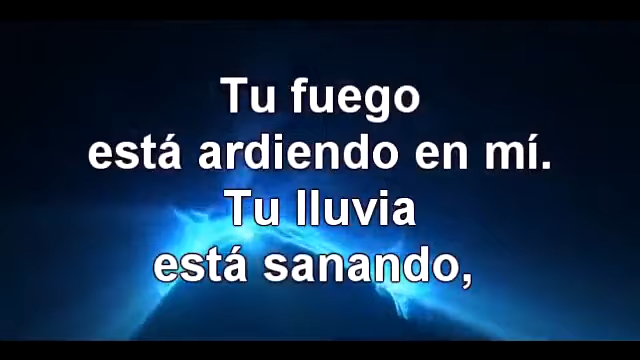 Tu fuego
está ardiendo en mí.
Tu lluvia
está sanando,